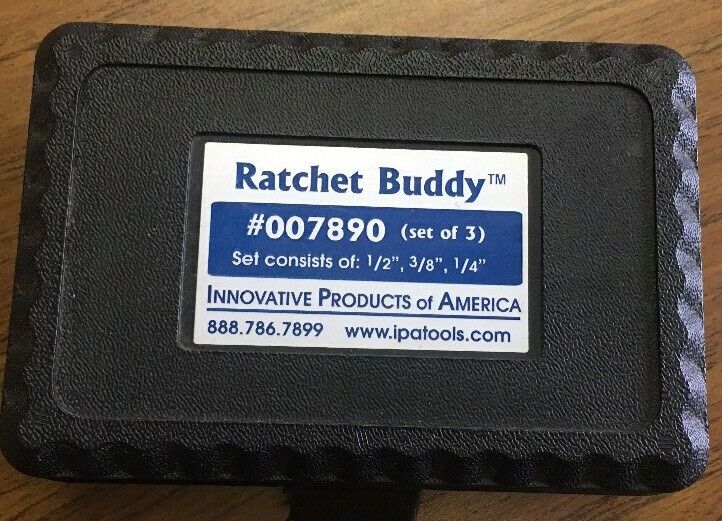 Ratchet Buddy™
#007890 (set of 3)
Set consists of: 1/2", 3/8", 1/4"
INNOVATIVE PRODUCTS of AMERICA
888.786.7899 www.ipatools.com